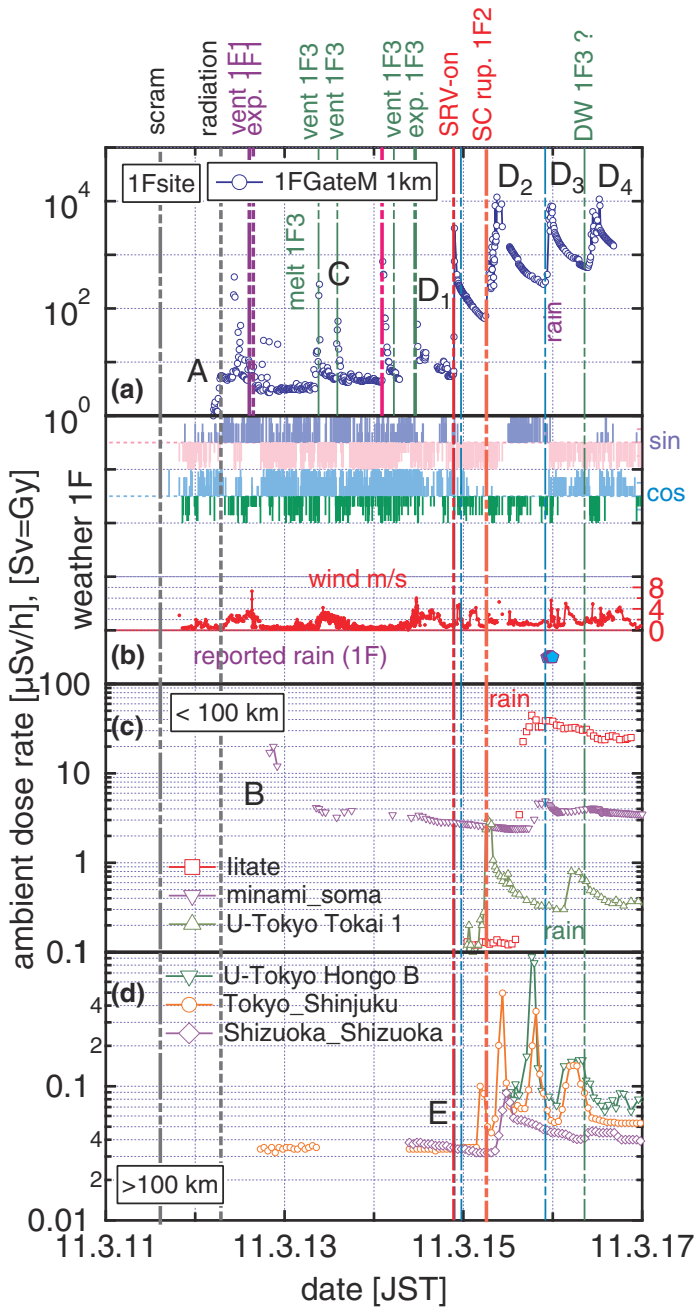 scram
radiation
vent 1F1
exp. 1F1
vent 1F3
vent 1F3
vent 1F3
exp. 1F3
SRV-on
SC rup. 1F2
DW 1F3 ?
1Fsite
1FGateM 1km
D2
D3
D4
10^4
melt 1F3
C
D1
rain
10^2
A
(a)
10^0
sin
cos
weather 1F
wind m/s
8
4
0
(b)
reported rain (1F)
ambient dose rate [µSv/h], [Sv=Gy]
100
(c)
< 100 km
rain
10
B
1
Iitate
minami_soma
U-Tokyo Tokai 1
rain
0.1
(d)
U-Tokyo Hongo B
Tokyo_Shinjuku
Shizuoka_Shizuoka
4
2
0.1
E
4
2
>100 km
0.01
11.3.11
11.3.13
11.3.15
11.3.17
date [JST]